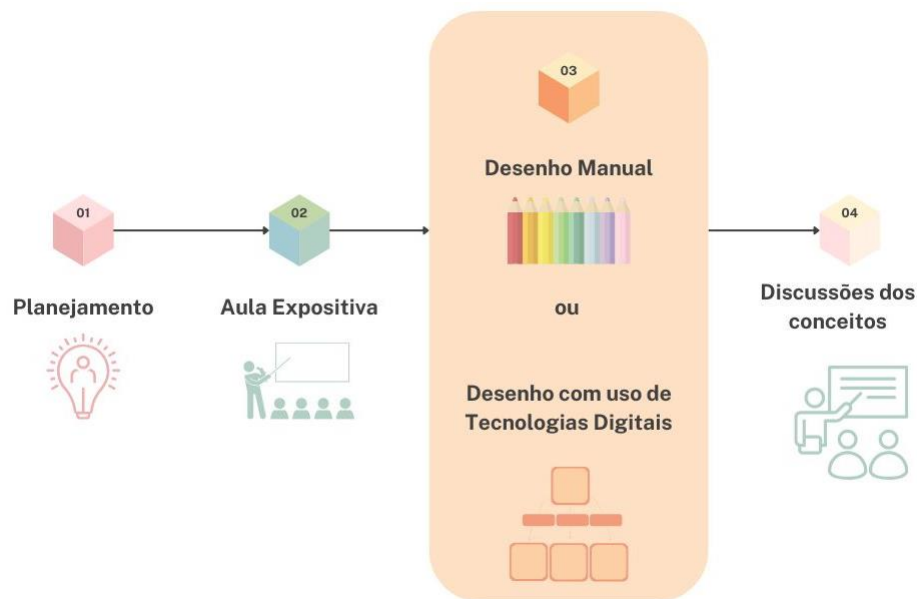 01
Planejamento
02
Aula Expositiva
03
Desenho Manual
ou
Desenho com uso de
Tecnologias Digitais
04
Discussões dos
conceitos